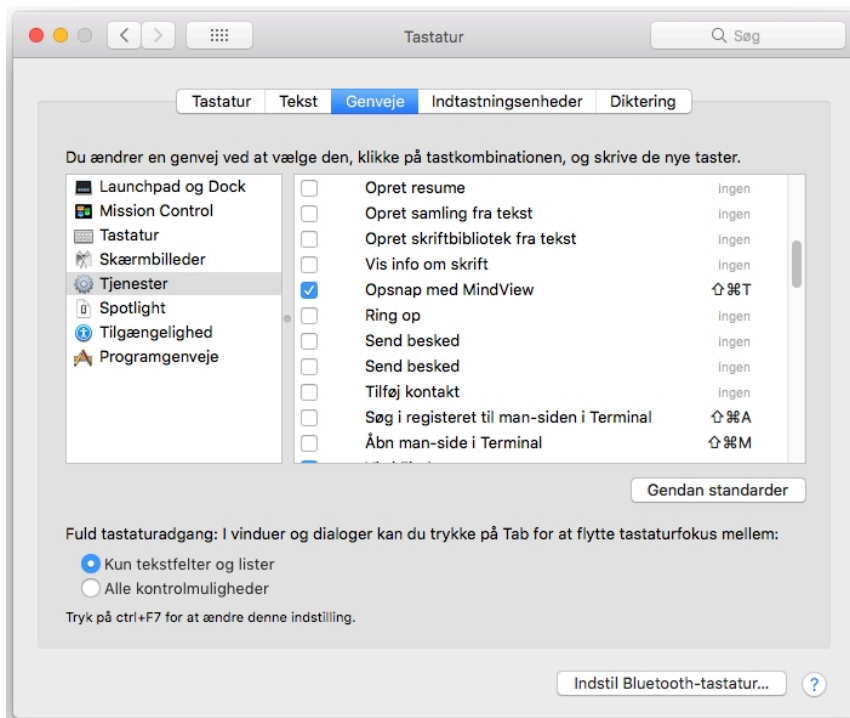 Tastatur
Søg
Tastatur Tekst Genveje Indtastningsenheder Diktering
Du ændrer en genvej ved at vælge den, klikke på tastkombinationen, og skrive de nye taster.
Launchpad og Dock
Mission Control
Tastatur
Skærmbilleder
Tjenester
Spotlight
Tilgængelighed
Programgenveje
Opret resume ingen
Opret samling fra tekst ingen
Opret skriftbibliotek fra tekst ingen
Vis info om skrift ingen
Opsnap med MindView ⇧⌘T
Ring op ingen
Send besked ingen
Send besked ingen
Tilføj kontakt ingen
Søg i registeret til man-siden i Terminal ⇧⌘A
Åbn man-side i Terminal ⇧⌘M
Gendan standarder
Fuld tastaturadgang: I vinduer og dialoger kan du trykke på Tab for at flytte tastaturfokus mellem:
Kun tekstfelter og lister
Alle kontrolmuligheder
Tryk på ctrl+F7 for at ændre denne indstilling.
Indstil Bluetooth-tastatur... ?